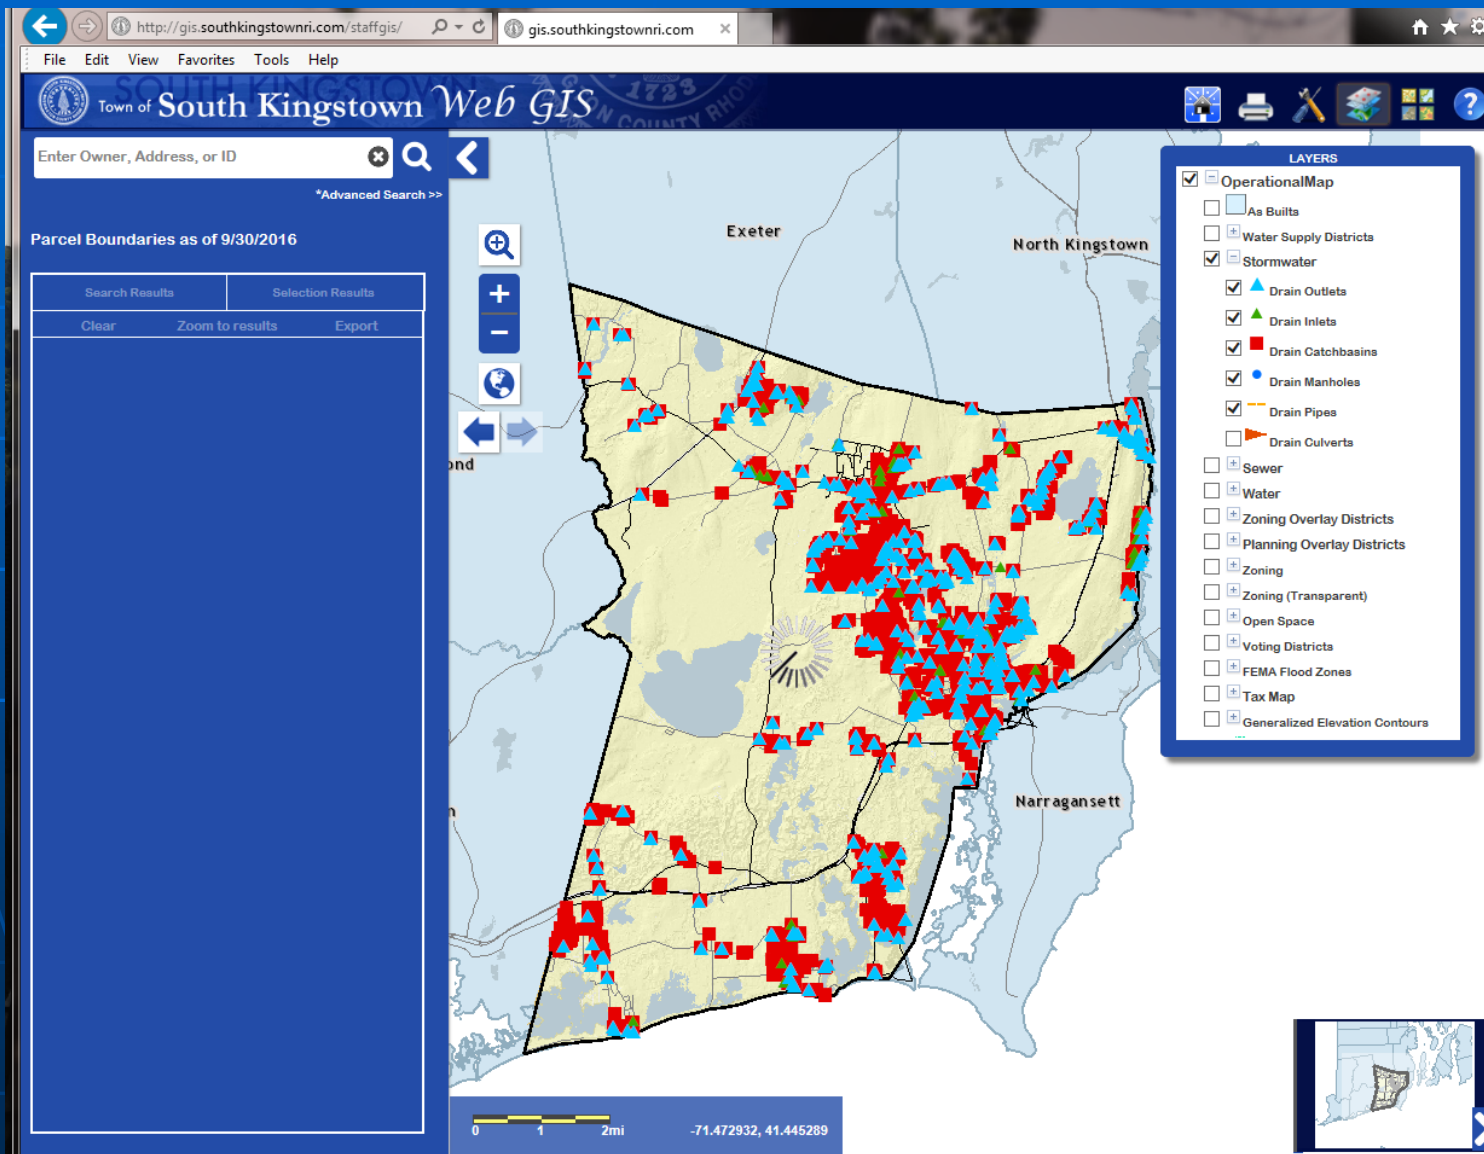 http://gis.southkingstownri.com/staffgis/
gis.southkingstownri.com
File Edit View Favorites Tools Help
Town of South Kingstown Web GIS
SOUTH KINGSTOWN
1723
N COUNTY RHO
Enter Owner, Address, or ID
*Advanced Search >>
Parcel Boundaries as of 9/30/2016
Search Results Selection Results
Clear Zoom to results Export
Exeter
North Kingstown
ond
n
Narragansett
LAYERS
OperationalMap
As Builts
Water Supply Districts
Stormwater
Drain Outlets
Drain Inlets
Drain Catchbasins
Drain Manholes
Drain Pipes
Drain Culverts
Sewer
Water
Zoning Overlay Districts
Planning Overlay Districts
Zoning
Zoning (Transparent)
Open Space
Voting Districts
FEMA Flood Zones
Tax Map
Generalized Elevation Contours
0 1 2mi
-71.472932, 41.445289